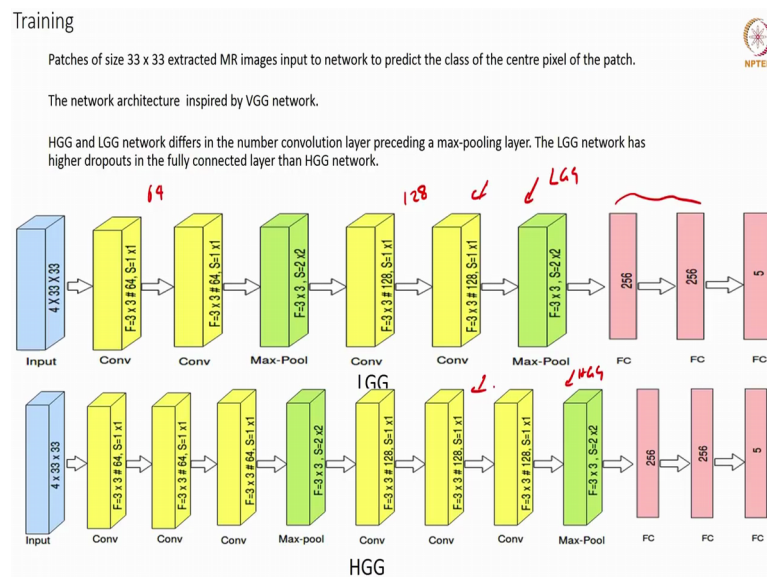 Training
NPTEL
Patches of size 33 x 33 extracted MR images input to network to predict the class of the centre pixel of the patch.
The network architecture inspired by VGG network.
HGG and LGG network differs in the number convolution layer preceding a max-pooling layer. The LGG network has
higher dropouts in the fully connected layer than HGG network.
64
128
LGG
4 X 33 X 33
F=3 x 3 # 64, S=1 x1
F=3 x 3 # 64, S=1 x1
F=3 x 3 , S=2 x2
F=3 x 3 # 128, S=1 x1
F=3 x 3 # 128, S=1 x1
F=3 x 3 , S=2 x2
256
256
5
Input Conv Conv Max-Pool Conv Conv Max-Pool FC FC FC
LGG
HGG
4 x 33 x 33
F=3 x 3 # 64, S=1 x1
F=3 x 3 # 64, S=1 x1
F=3 x 3 # 64, S=1 x1
F=3 x 3 , S=2 x2
F=3 x 3 # 128, S=1 x1
F=3 x 3 # 128, S=1 x1
F=3 x 3 # 128, S=1 x1
F=3 x 3 , S=2 x2
256
256
5
Input Conv Conv Conv Max-pool Conv Conv Conv Max-Pool FC FC FC
HGG